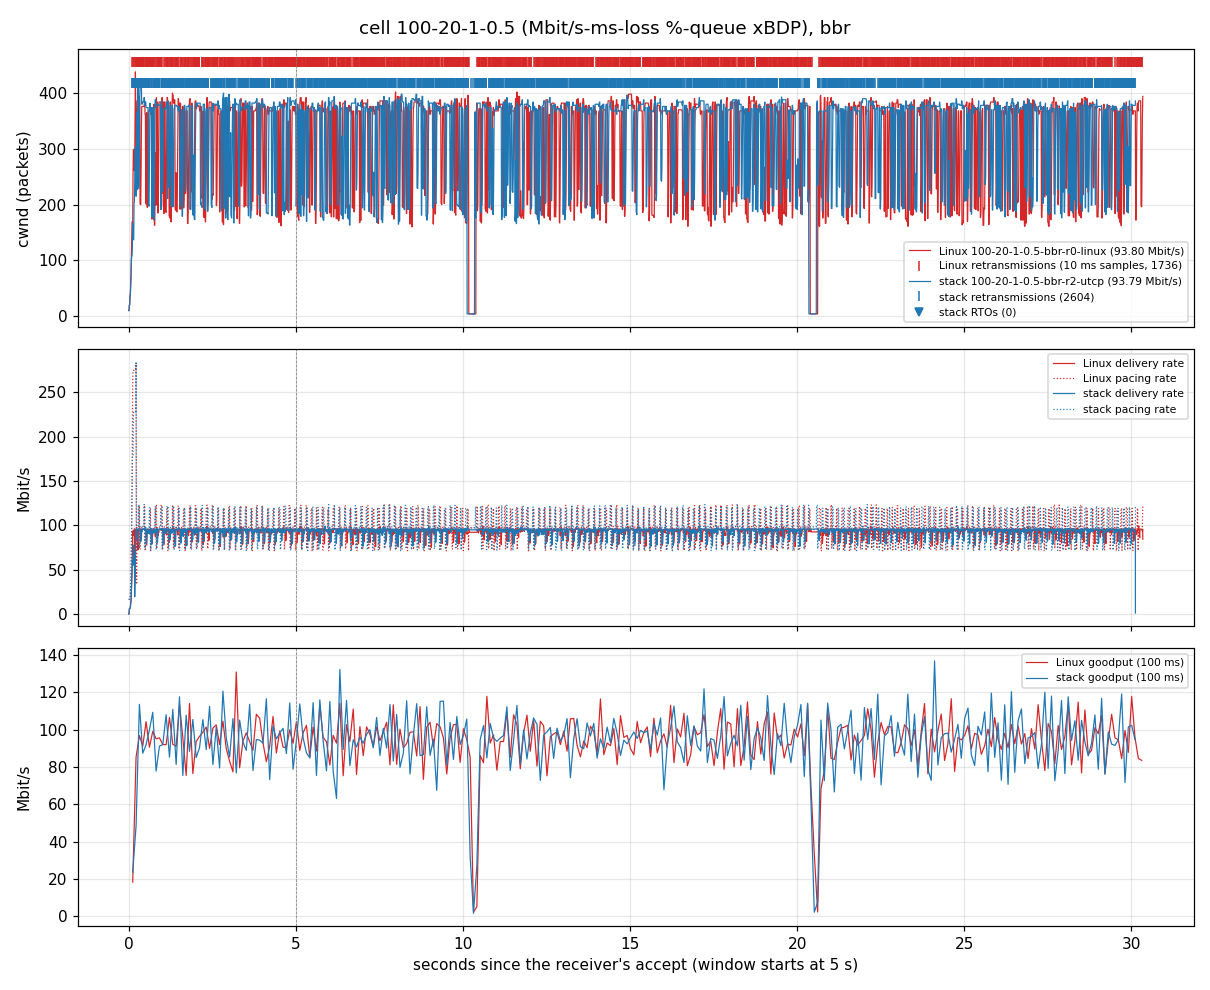 cell 100-20-1-0.5 (Mbit/s-ms-loss %-queue xBDP), bbr
cwnd (packets)
400
300
200
100
0
Linux 100-20-1-0.5-bbr-r0-linux (93.80 Mbit/s)
Linux retransmissions (10 ms samples, 1736)
stack 100-20-1-0.5-bbr-r2-utcp (93.79 Mbit/s)
stack retransmissions (2604)
stack RTOs (0)
Mbit/s
250
200
150
100
50
0
Linux delivery rate
Linux pacing rate
stack delivery rate
stack pacing rate
Mbit/s
140
120
100
80
60
40
20
0
Linux goodput (100 ms)
stack goodput (100 ms)
0 5 10 15 20 25 30
seconds since the receiver's accept (window starts at 5 s)